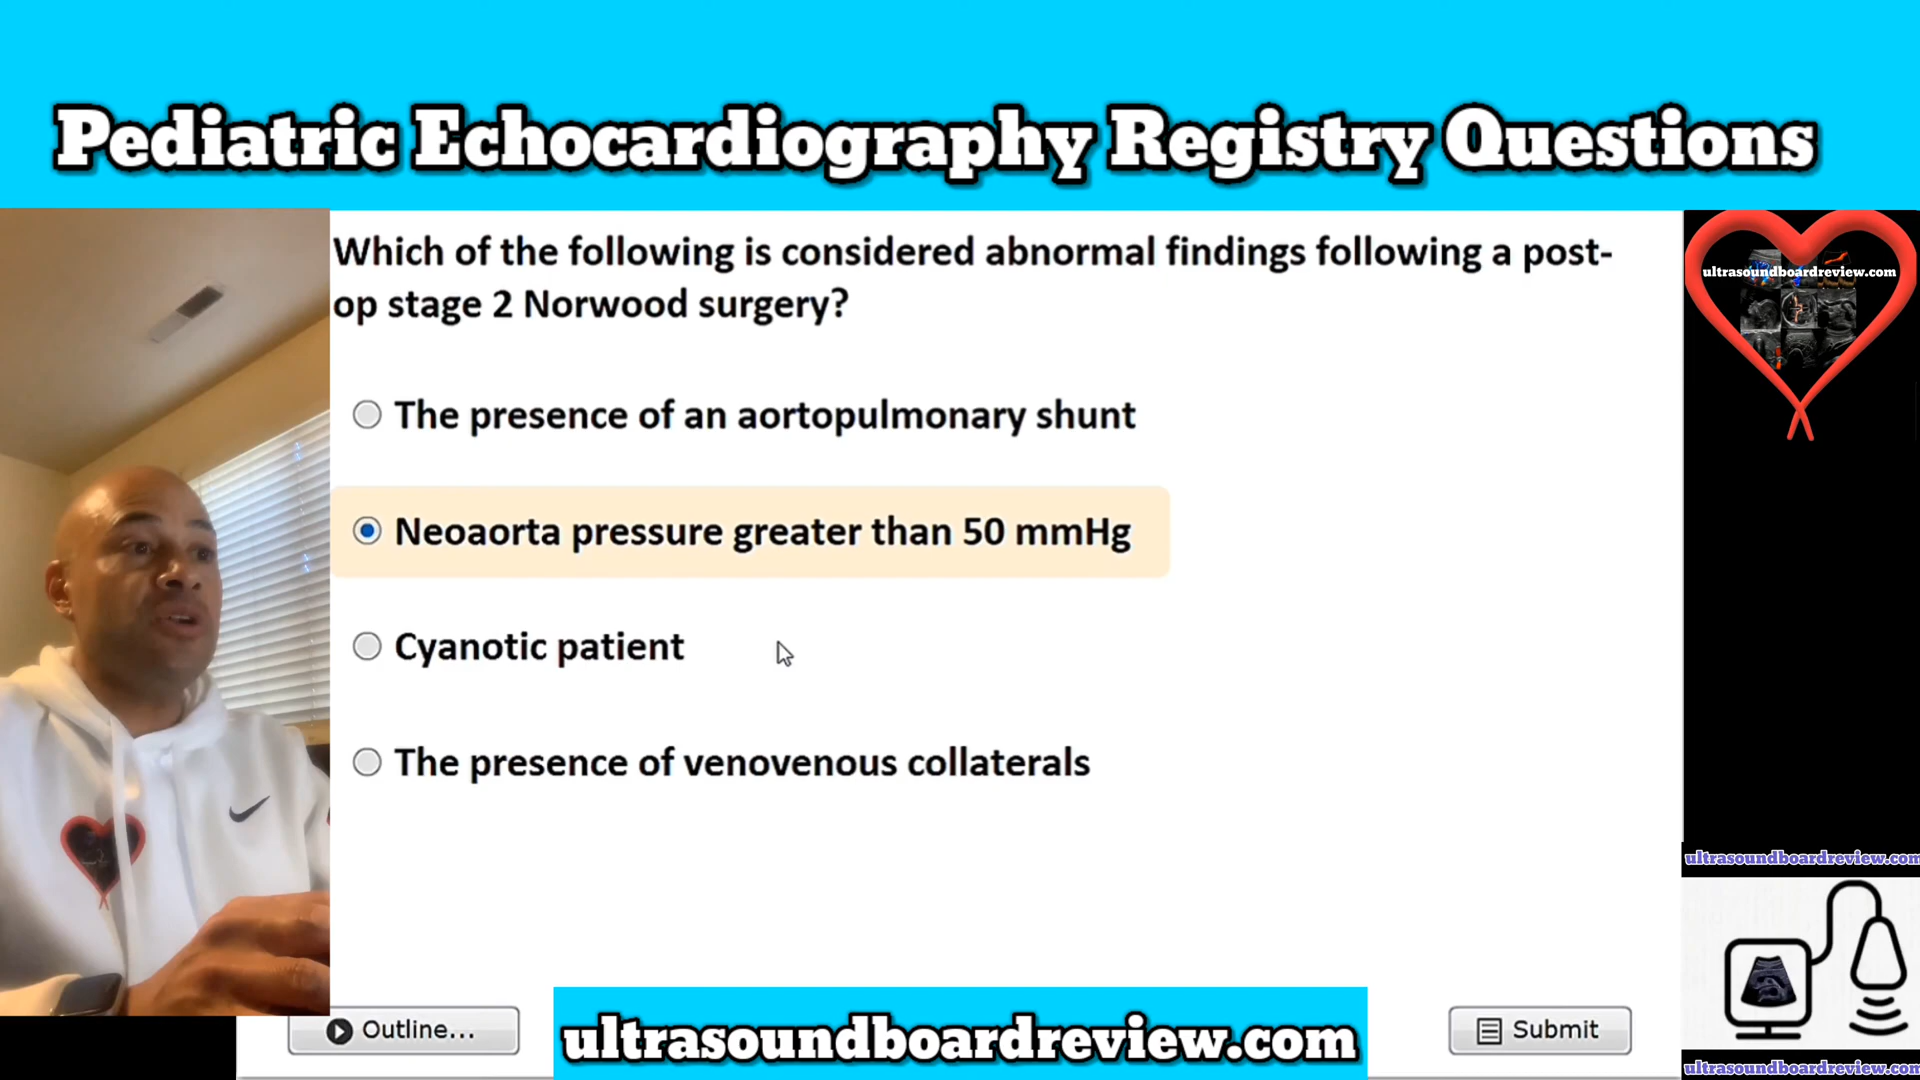 Pediatric Echocardiography Registry Questions
Which of the following is considered abnormal findings following a post-
op stage 2 Norwood surgery?
The presence of an aortopulmonary shunt
Neoaorta pressure greater than 50 mmHg
Cyanotic patient
The presence of venovenous collaterals
Outline...
ultrasoundboardreview.com
Submit
ultrasoundboardreview.com
ultrasoundboardreview.com
ultrasoundboardreview.com